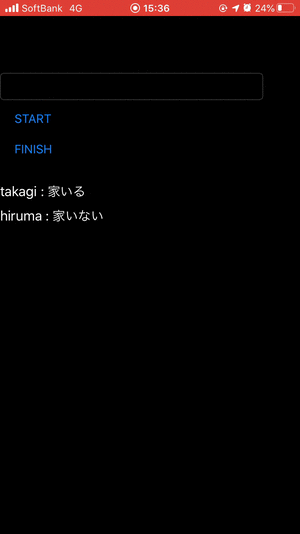 SoftBank 4G 15:36 24%
START
FINISH
takagi : 家いる
hiruma : 家いない